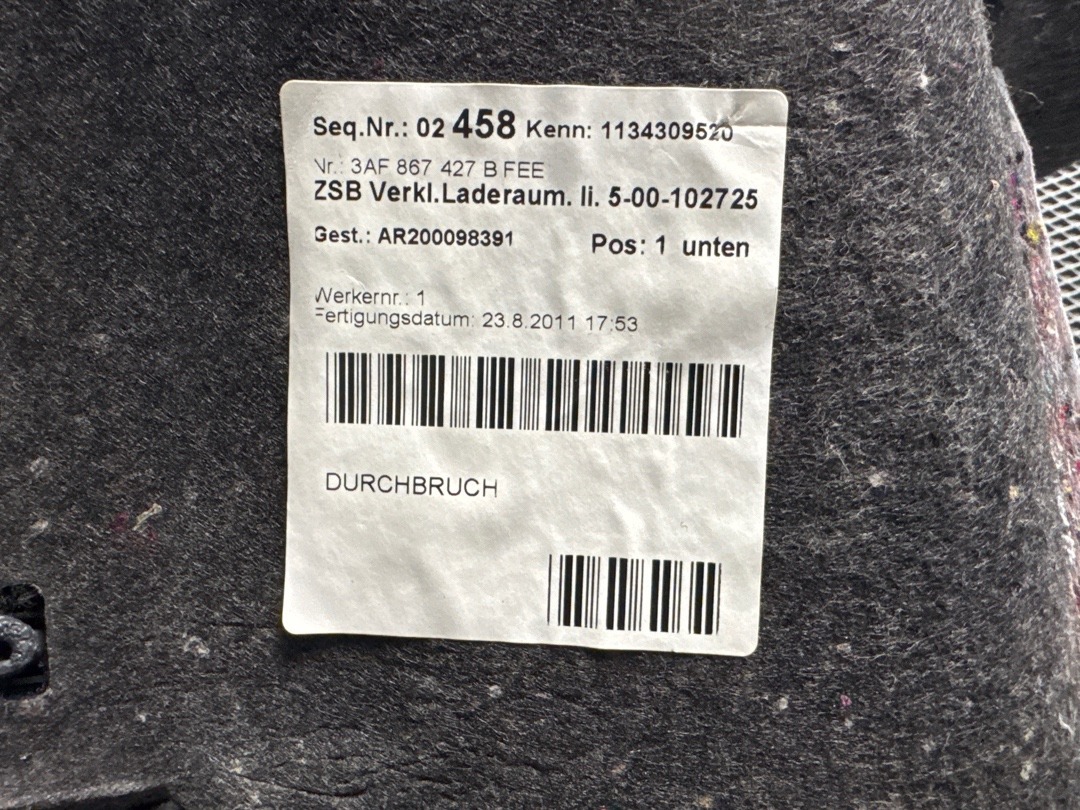 Seq.Nr.: 02 458 Kenn: 1134309520
Nr.: 3AF 867 427 B FEE
ZSB Verkl.Laderaum. li. 5-00-102725
Gest.: AR200098391 Pos: 1 unten
Werkernr.: 1
Fertigungsdatum: 23.8.2011 17:53
DURCHBRUCH